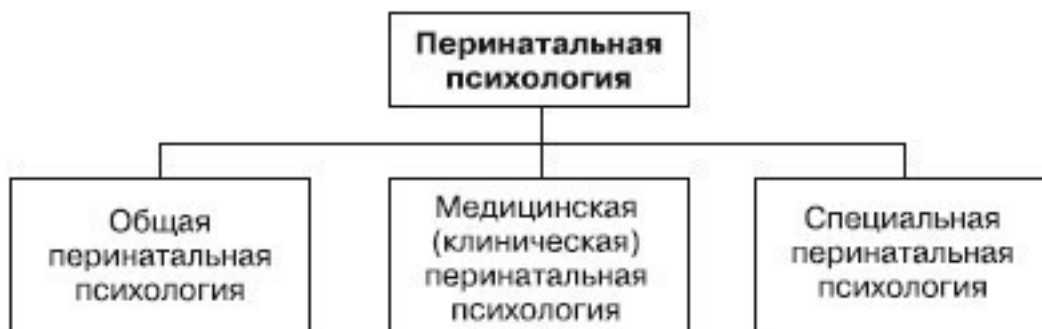 Перинатальная
психология
Общая
перинатальная
психология
Медицинская
(клиническая)
перинатальная
психология
Специальная
перинатальная
психология